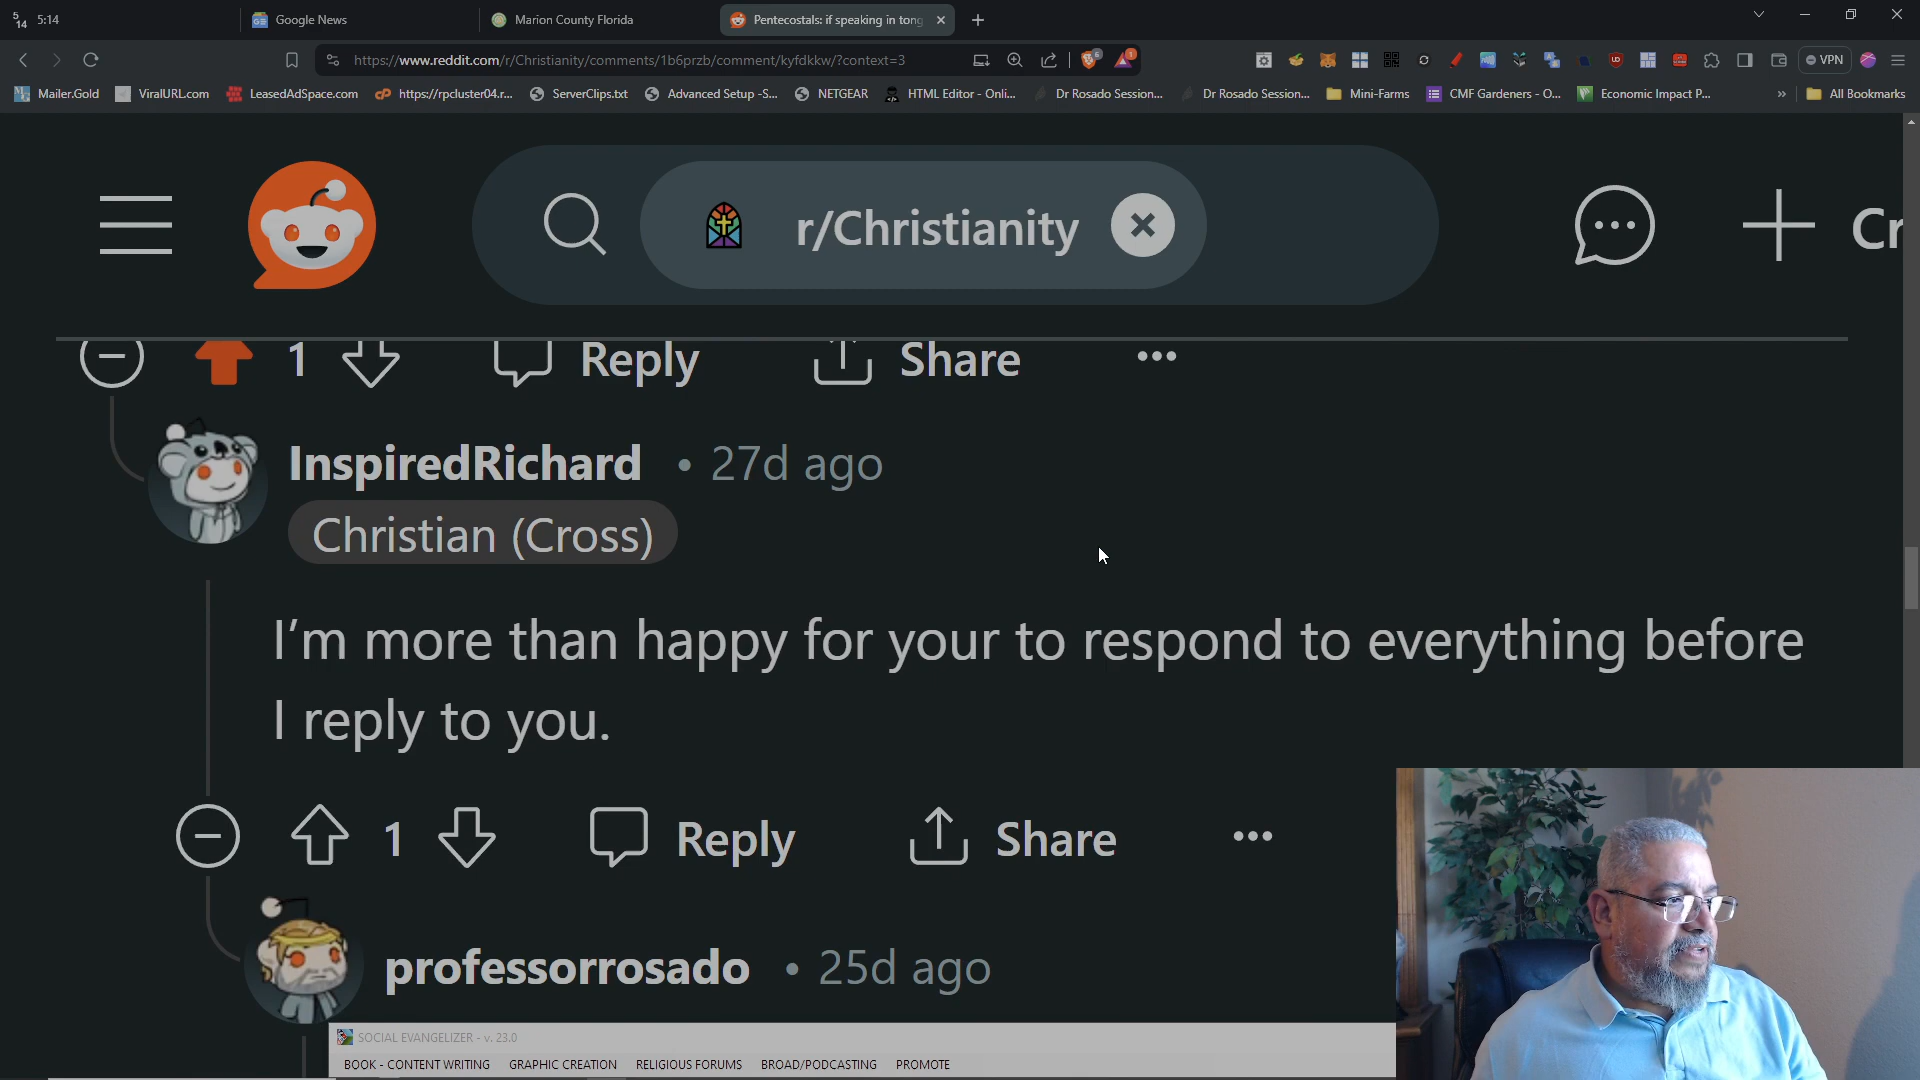 5
14
5:14
Google News
Marion County Florida
Pentecostals: if speaking in tong
https://www.reddit.com/r/Christianity/comments/1b6przb/comment/kyfdkkw/?context=3
6
1
VPN
Mailer.Gold
ViralURL.com
LeasedAdSpace.com
https://rpcluster04.r...
ServerClips.txt
Advanced Setup -S...
NETGEAR
HTML Editor - Onli...
Dr Rosado Session...
Dr Rosado Session...
Mini-Farms
CMF Gardeners - O...
Economic Impact P...
»
All Bookmarks
r/Christianity
Cr
1
Reply
Share
InspiredRichard • 27d ago
Christian (Cross)
I’m more than happy for your to respond to everything before
I reply to you.
1
Reply
Share
professorrosado • 25d ago
SOCIAL EVANGELIZER - v. 23.0
BOOK - CONTENT WRITING
GRAPHIC CREATION
RELIGIOUS FORUMS
BROAD/PODCASTING
PROMOTE